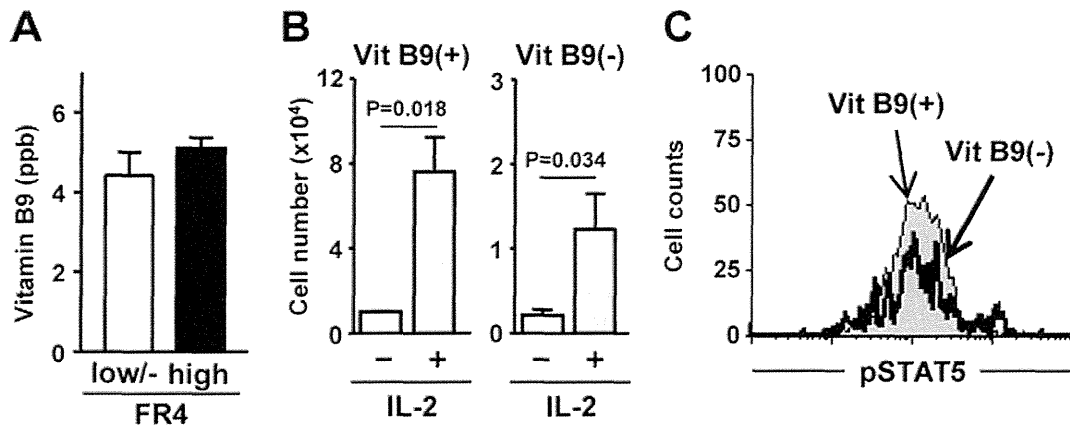 A
Vitamin B9 (ppb)
6
4
2
0
low/- high
FR4
B
Vit B9(+)
Vit B9(-)
Cell number (x10⁴)
12
8
4
0
P=0.018
− +
IL-2
3
2
1
0
P=0.034
− +
IL-2
C
Cell counts
100
75
50
25
0
Vit B9(+)
Vit B9(-)
pSTAT5